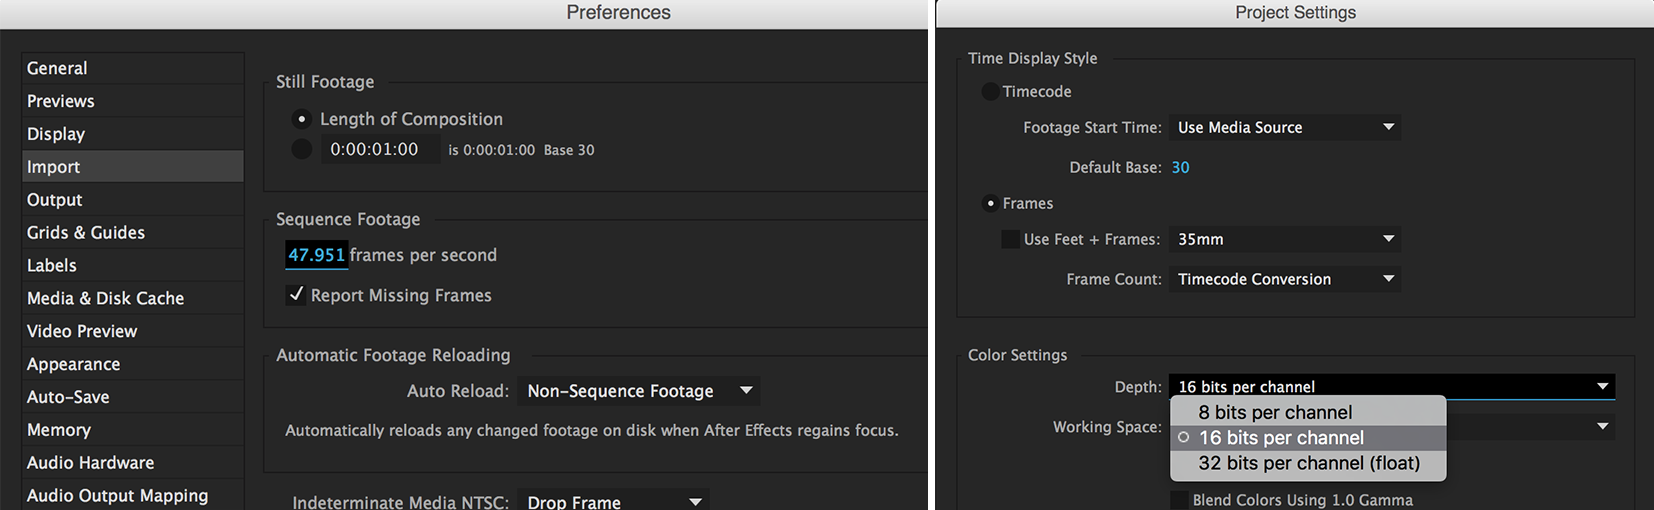 Preferences
General
Previews
Display
Import
Output
Grids & Guides
Labels
Media & Disk Cache
Video Preview
Appearance
Auto-Save
Memory
Audio Hardware
Audio Output Mapping
Still Footage
Length of Composition
0:00:01:00 is 0:00:01:00 Base 30
Sequence Footage
47.951 frames per second
Report Missing Frames
Automatic Footage Reloading
Auto Reload: Non-Sequence Footage
Automatically reloads any changed footage on disk when After Effects regains focus.
Indeterminate Media NTSC: Drop Frame
Project Settings
Time Display Style
Timecode
Footage Start Time: Use Media Source
Default Base: 30
Frames
Use Feet + Frames: 35mm
Frame Count: Timecode Conversion
Color Settings
Depth: 16 bits per channel
8 bits per channel
Working Space: 16 bits per channel
32 bits per channel (float)
Blend Colors Using 1.0 Gamma